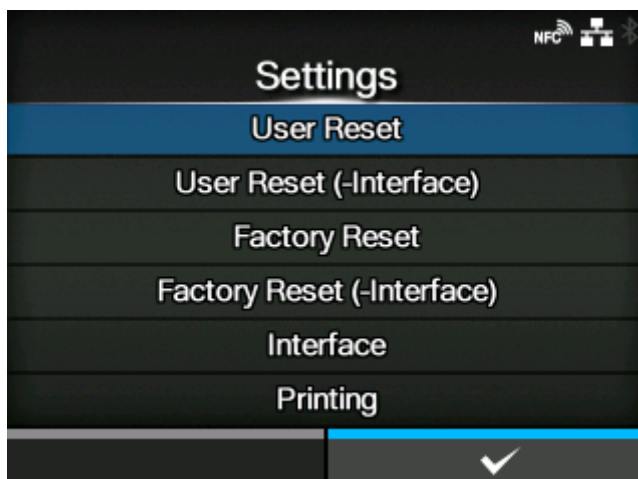 NFC
Settings
User Reset
User Reset (-Interface)
Factory Reset
Factory Reset (-Interface)
Interface
Printing